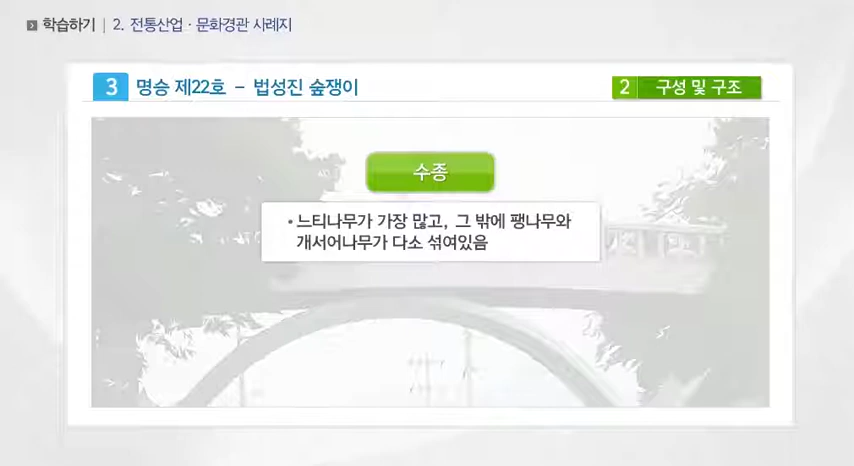 학습하기 | 2. 전통산업 · 문화경관 사례지
3 명승 제22호 - 법성진 숲쟁이
2 구성 및 구조
수종
• 느티나무가 가장 많고, 그 밖에 팽나무와
개서어나무가 다소 섞여있음